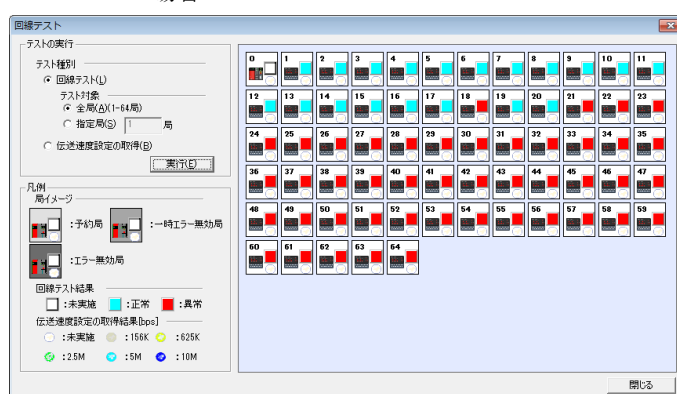 回線テスト
テストの実行
テスト種別
回線テスト(L)
テスト対象
全局(A)(1-64局)
指定局(S) 1 局
伝送速度設定の取得(B)
実行(E)
凡例
局イメージ
:予約局 :一時エラー無効局
:エラー無効局
回線テスト結果
:未実施 :正常 :異常
伝送速度設定の取得結果[bps]
:未実施 :156K :625K
:2.5M :5M :10M
0 1 2 3 4 5 6 7 8 9 10 11
12 13 14 15 16 17 18 19 20 21 22 23
24 25 26 27 28 29 30 31 32 33 34 35
36 37 38 39 40 41 42 43 44 45 46 47
48 49 50 51 52 53 54 55 56 57 58 59
60 61 62 63 64
閉じる